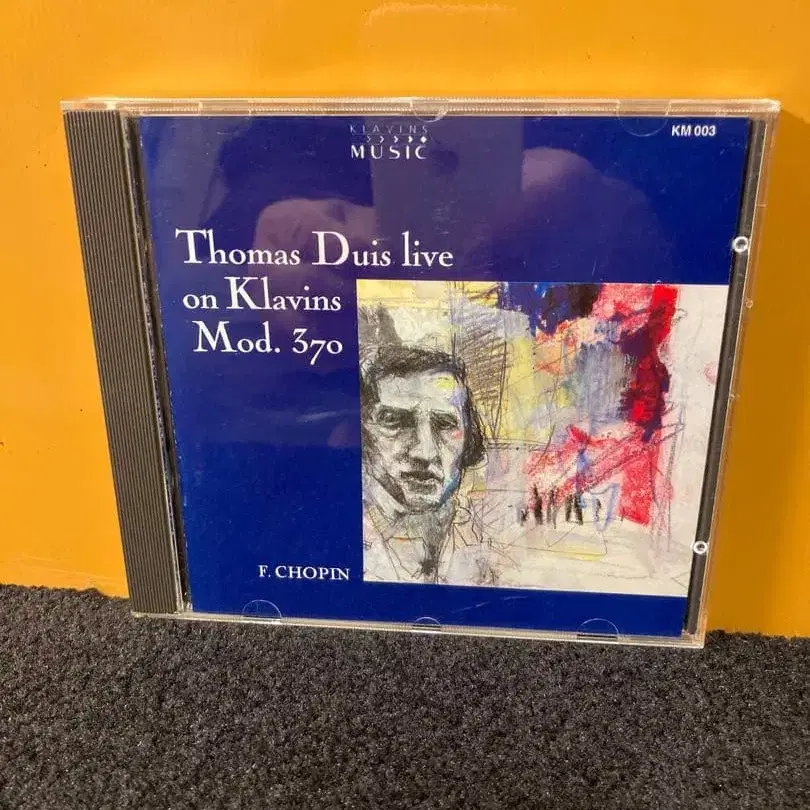 KLAVINS
MUSIC
KM 003
Thomas Duis live
on Klavins
Mod. 370
F. CHOPIN